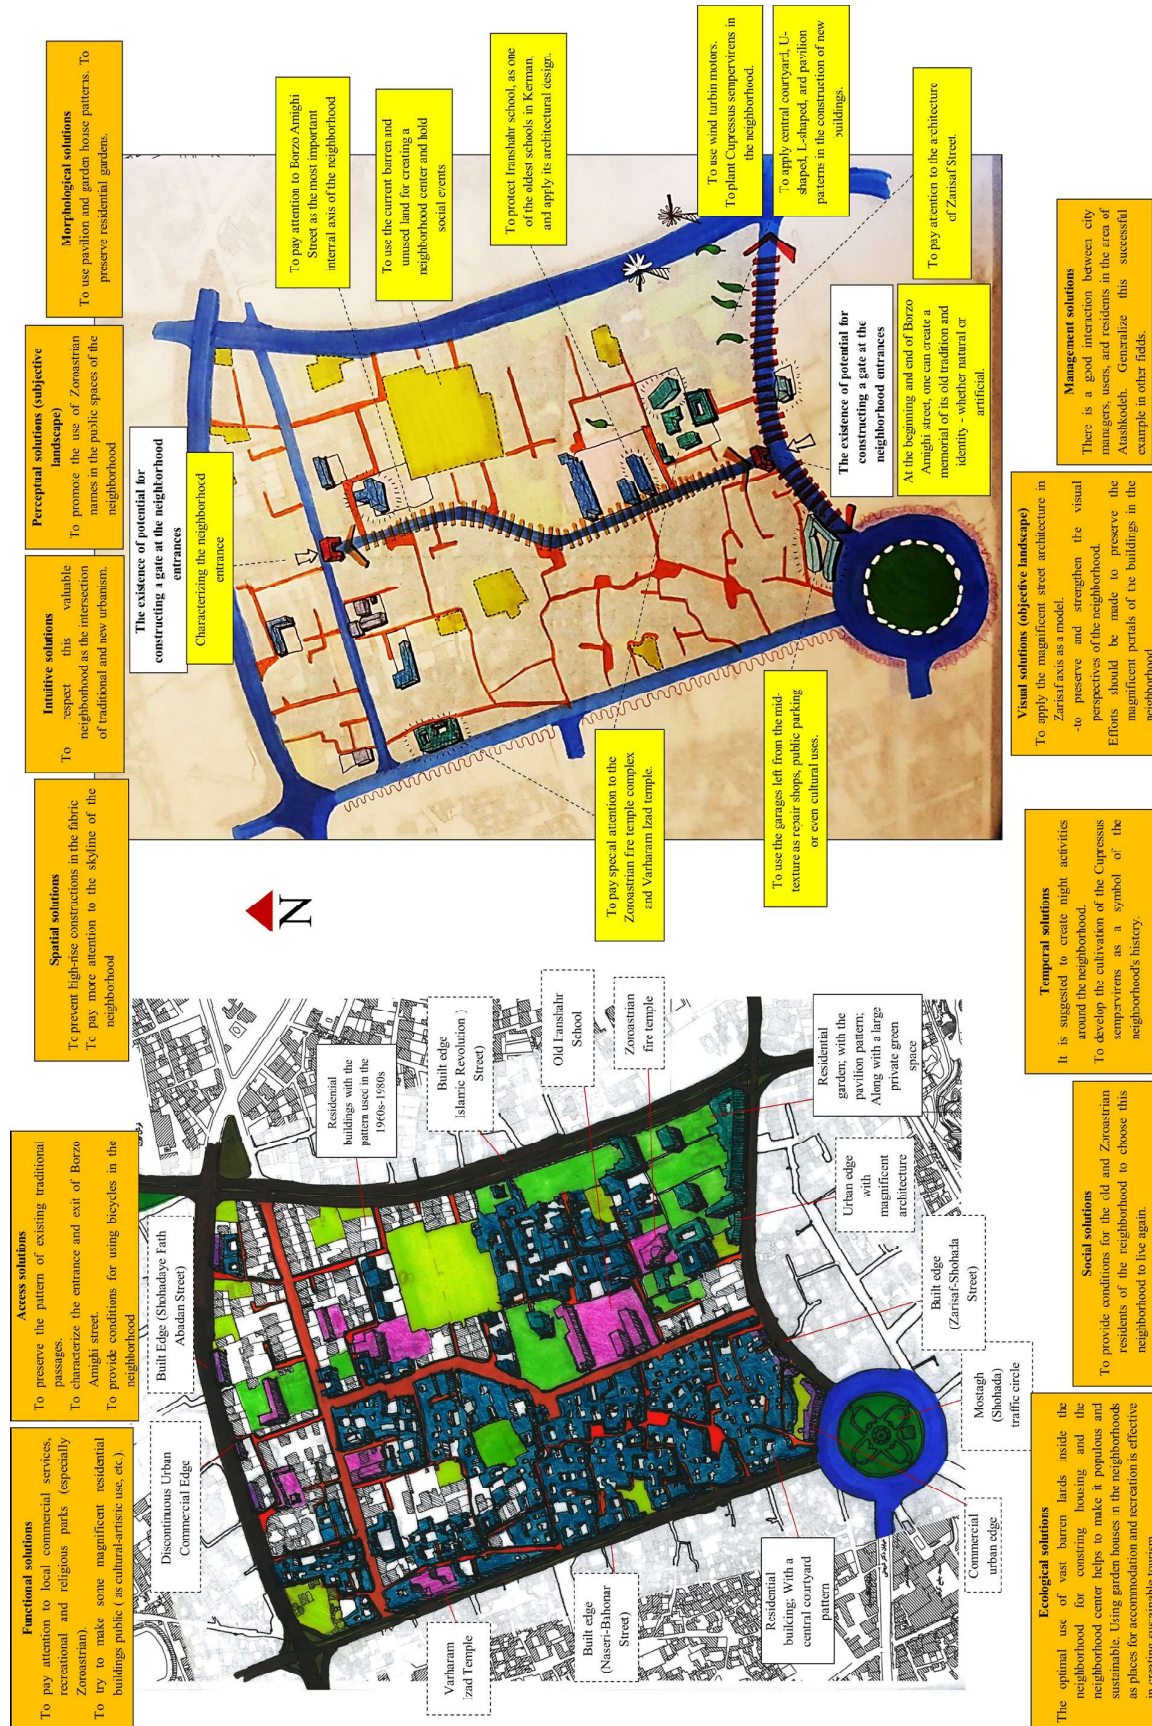 Functional solutions
To pay attention to local commercial services,
recreational and religious parks (especially
Zoroastrian).
To try to make some magnificent residential
buildings public ( as cultural-artistic use, etc.).
Access solutions
To preserve the pattern of existing traditional
passages.
To characterize the entrance and exit of Borzo
Amighi street.
To provide conditions for using bicycles in the
neighborhood
Spatial solutions
To prevent high-rise constructions in the fabric
To pay more attention to the skyline of the
neighborhood
Intuitive solutions
To respect this valuable
neighborhood as the intersection
of traditional and new urbanism.
Perceptual solutions (subjective
landscape)
To promote the use of Zoroastrian
names in the public spaces of the
neighborhood
Morphological solutions
To use pavilion and garden house patterns. To
preserve residential gardens.
Discontinuous Urban
Commercial Edge
Built Edge (Shohadaye Fath
Abadan Street)
Residential
buildings with the
pattern used in the
1960s-1980s
Built edge
Islamic Revolution )
Street)
Old Iranshahr
School
Zoroastrian
fire temple
Residential
garden; with the
pavilion pattern;
Along with a large
private green
space
Urban edge
with
magnificent
architecture
Built edge
(Zarisaf-Shohada
Street)
Mostagh
(Shohada)
traffic circle
Commercial
urban edge
Residential
building; With a
central courtyard
pattern
Built edge
(Naseri-Bahonar
Street)
Varharam
Izad Temple
N
The existence of potential for
constructing a gate at the neighborhood
entrances
Characterizing the neighborhood
entrance
To pay attention to Borzo Amighi
Street as the most important
internal axis of the neighborhood
To use the current barren and
unused land for creating a
neighborhood center and hold
social events
To protect Iranshahr school, as one
of the oldest schools in Kerman.
and apply its architectural design.
To use wind turbin motors.
To plant Cupressus sempervirens in
the neighborhood.
To apply central courtyard, U-
shaped, L-shaped, and pavilion
patterns in the construction of new
buildings.
To pay attention to the architecture
of Zarisaf Street.
The existence of potential for
constructing a gate at the
neighborhood entrances
At the beginning and end of Borzo
Amighi street, one can create a
memorial of its old tradition and
identity - whether natural or
artificial.
To pay special attention to the
Zoroastrian fire temple complex
and Varharam Izad temple.
To use the garages left from the mid-
texture as repair shops, public parking
or even cultural uses.
Ecological solutions
The optimal use of vast barren lands inside the
neighborhood for constring housing and the
neighborhood center helps to make it populous and
sustainable. Using garden houses in the neighborhoods
as places for accommodation and recreation is effective
in creating sustainable tourism
Social solutions
To provide conditions for the old and Zoroastrian
residents of the neighborhood to choose this
neighborhood to live again.
Temporal solutions
It is suggested to create night activities
around the neighborhood.
To develop the cultivation of the Cupressus
sempervirens as a symbol of the
neighborhood's history.
Visual solutions (objective landscape)
To apply the magnificent street architecture in
Zarisaf axis as a model.
-to preserve and strengthen the visual
perspectives of the neighborhood.
Efforts should be made to preserve the
magnificent portals of the buildings in the
neighborhood
Management solutions
There is a good interaction between city
managers, users, and residents in the area of
Atashkodeh. Generalize this successful
example in other fields.